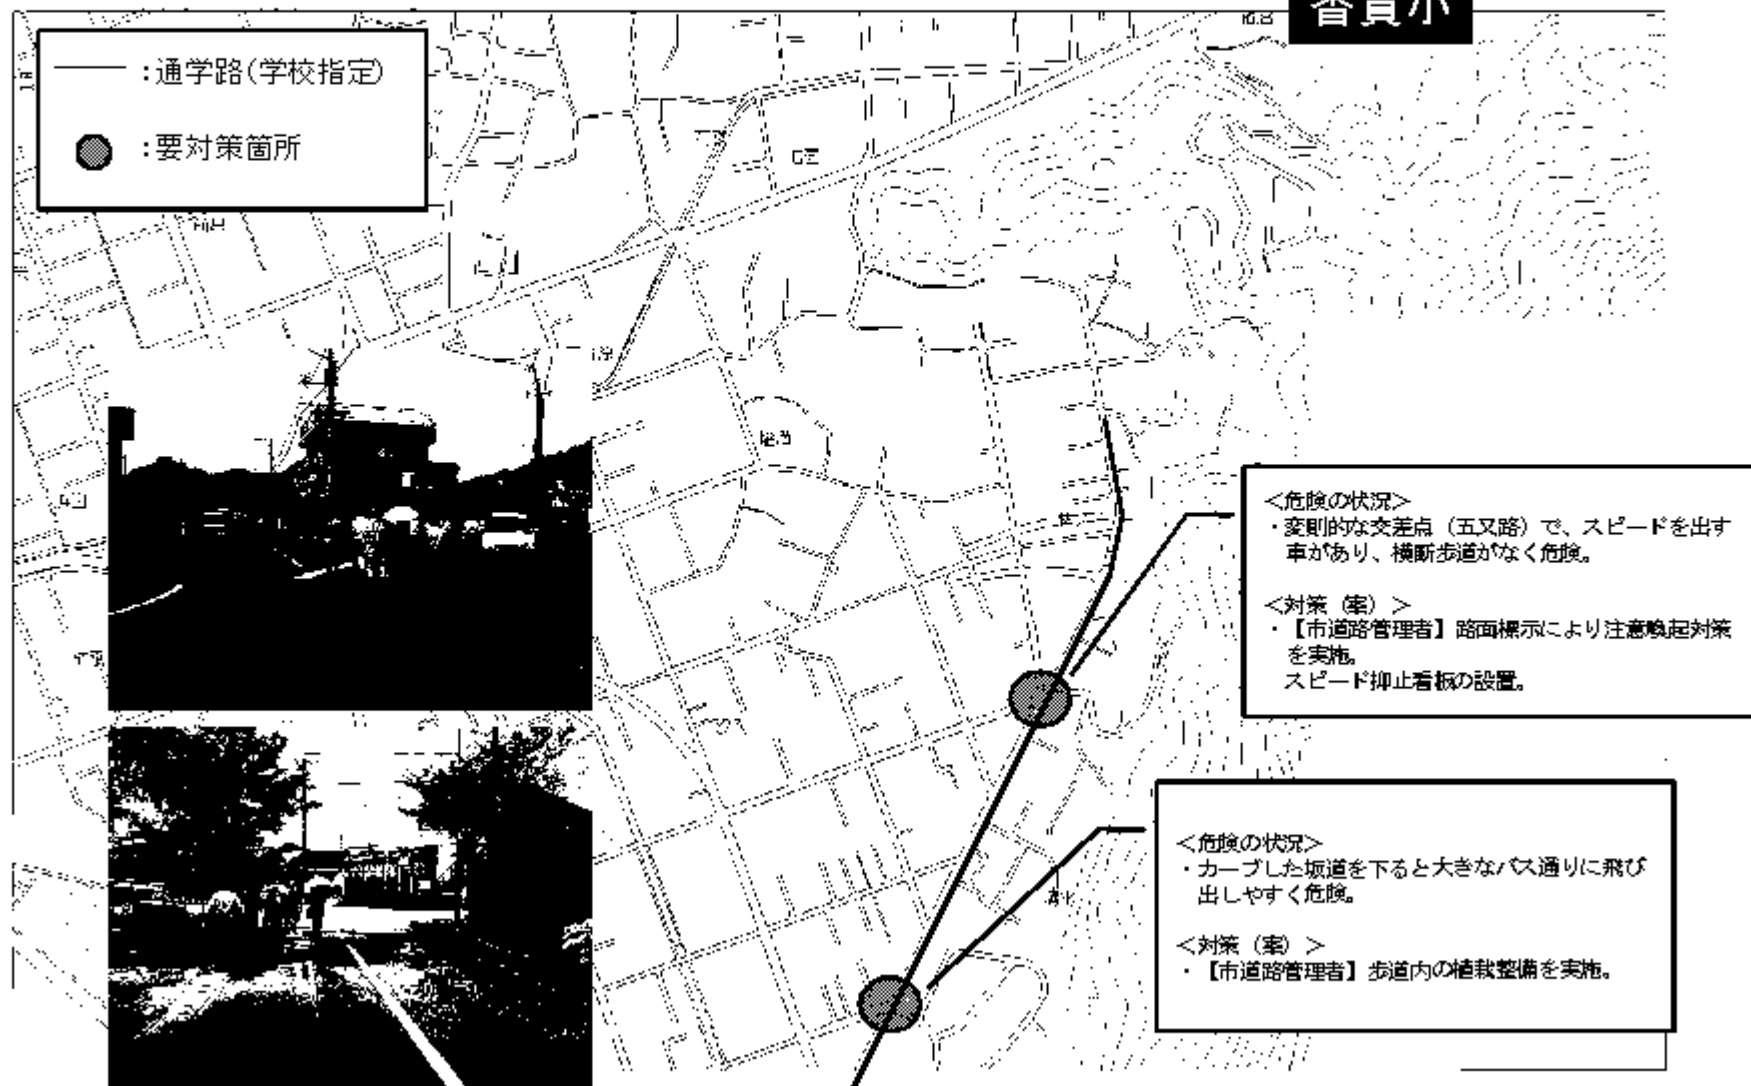 番賀小
:通学路(学校指定)
:要対策箇所
<危険の状況>
・変則的な交差点（五叉路）で、スピードを出す
車があり、横断歩道がなく危険。
<対策（案）>
・【市道路管理者】路面標示により注意喚起対策
を実施。
スピード抑止看板の設置。
<危険の状況>
・カーブした坂道を下ると大きなバス通りに飛び
出しやすく危険。
<対策（案）>
・【市道路管理者】歩道内の植栽整備を実施。